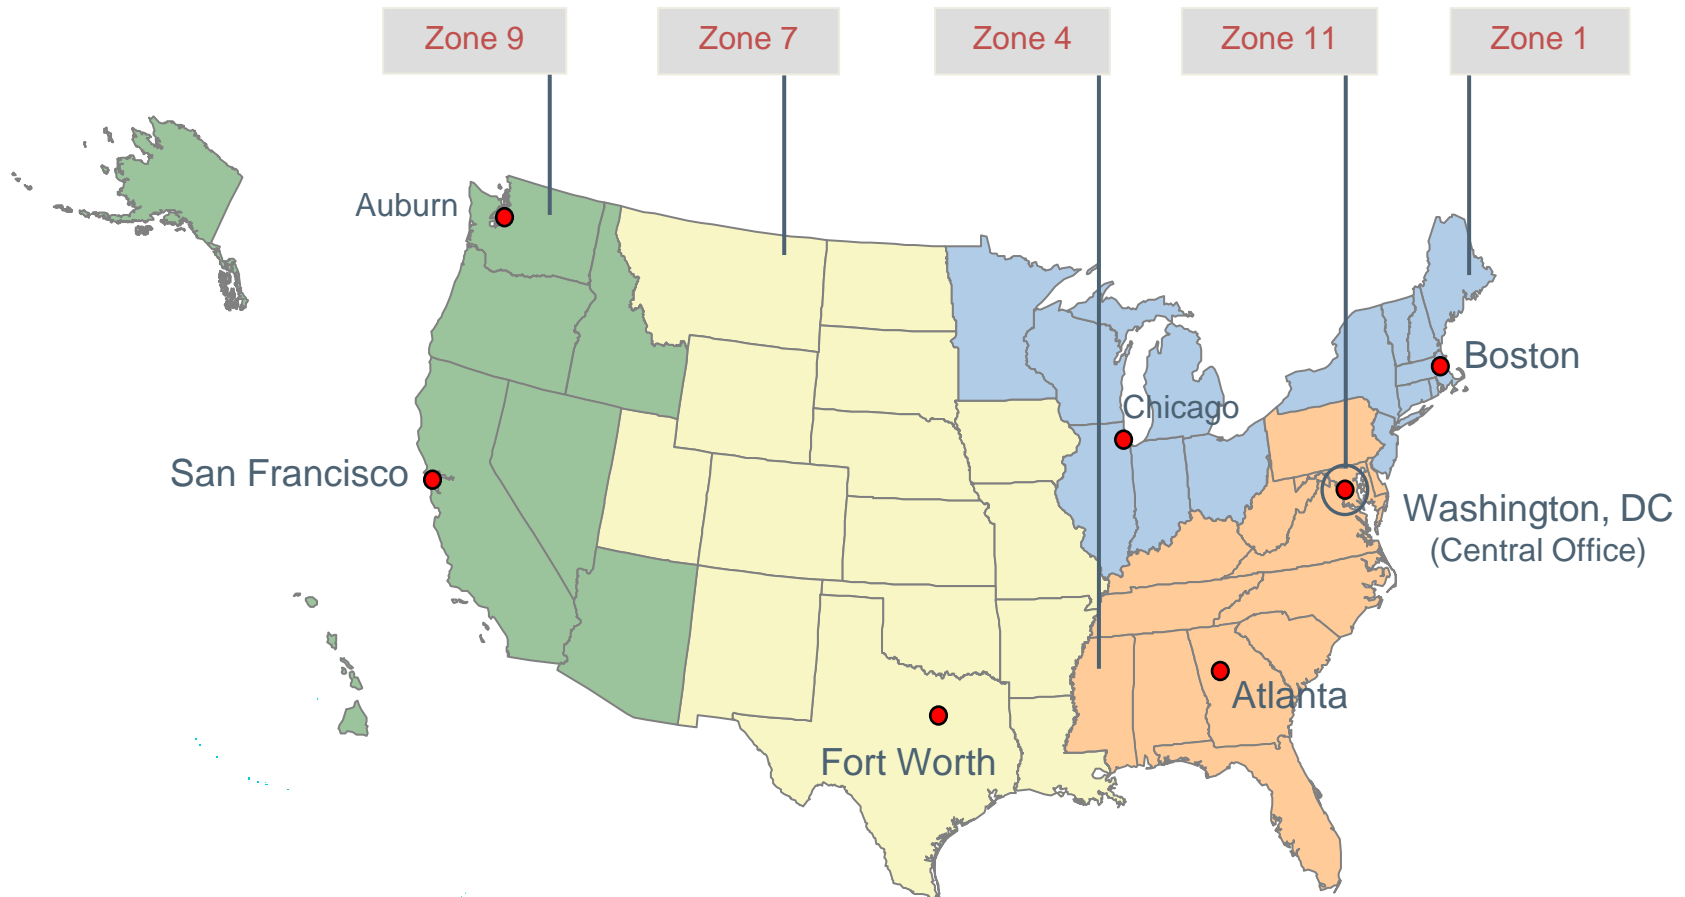 Zone 9
Zone 7
Zone 4
Zone 11
Zone 1
Auburn
Boston
Chicago
San Francisco
Washington, DC
(Central Office)
Atlanta
Fort Worth